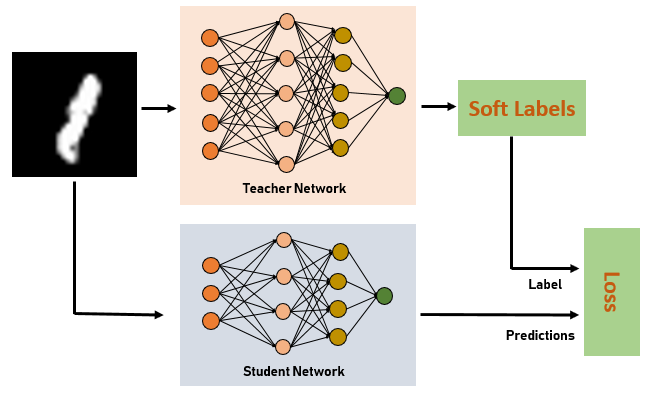 Teacher Network
Soft Labels
Label
Loss
Predictions
Student Network